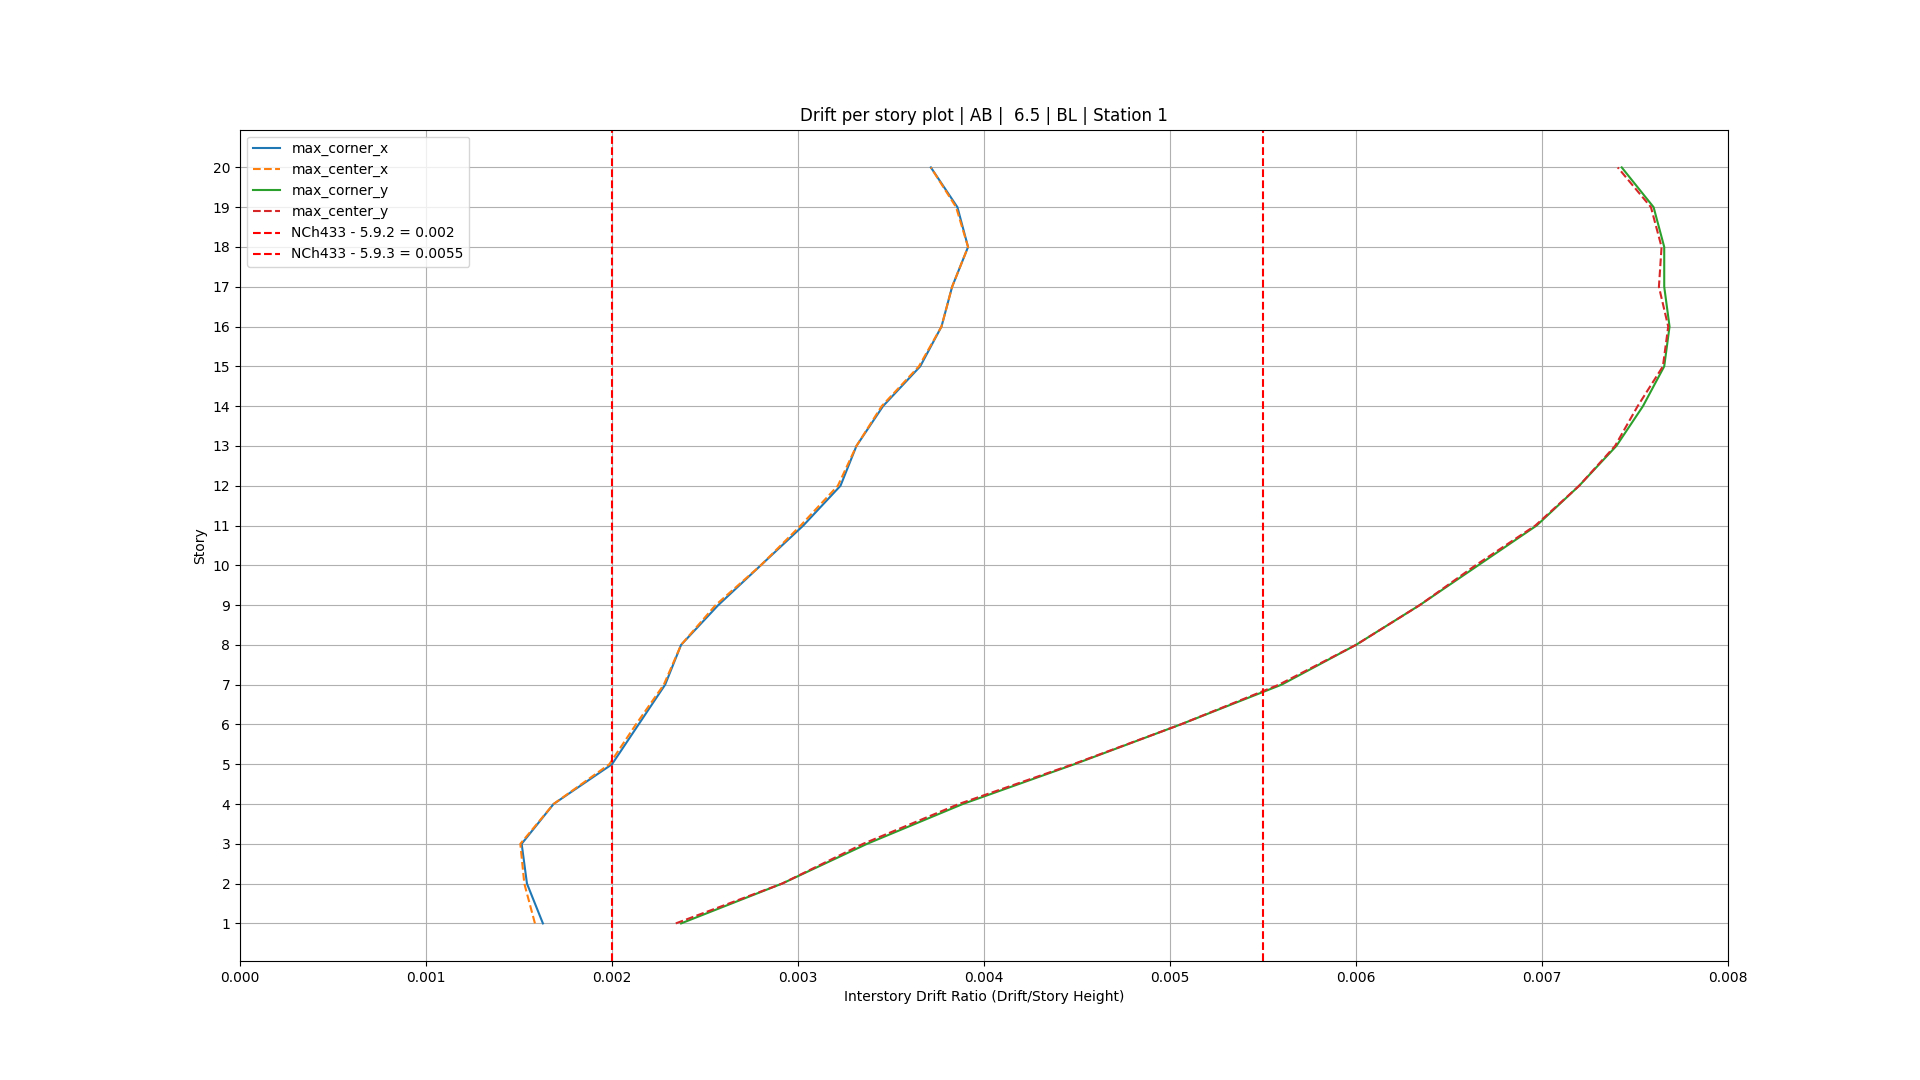 Drift per story plot | AB |  6.5 | BL | Station 1
max_corner_x
max_center_x
max_corner_y
max_center_y
NCh433 - 5.9.2 = 0.002
NCh433 - 5.9.3 = 0.0055
20
19
18
17
16
15
14
13
12
11
10
9
8
7
6
5
4
3
2
1
Story
0.000 0.001 0.002 0.003 0.004 0.005 0.006 0.007 0.008
Interstory Drift Ratio (Drift/Story Height)